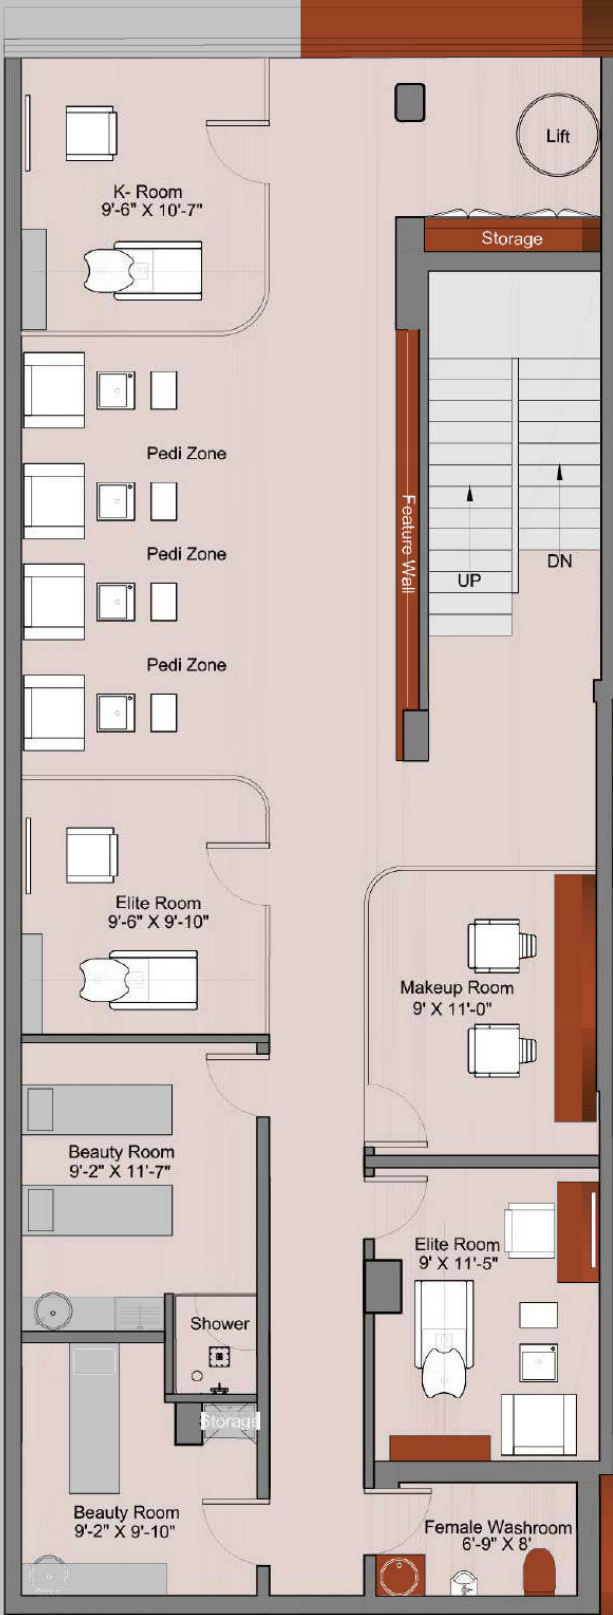 Lift
K- Room
9'-6" X 10'-7"
Storage
Pedi Zone
Feature Wall
Pedi Zone
DN
UP
Pedi Zone
Elite Room
9'-6" X 9'-10"
Makeup Room
9' X 11'-0"
Beauty Room
9'-2" X 11'-7"
Elite Room
9' X 11'-5"
Shower
Storage
Beauty Room
9'-2" X 9'-10"
Female Washroom
6'-9" X 8'